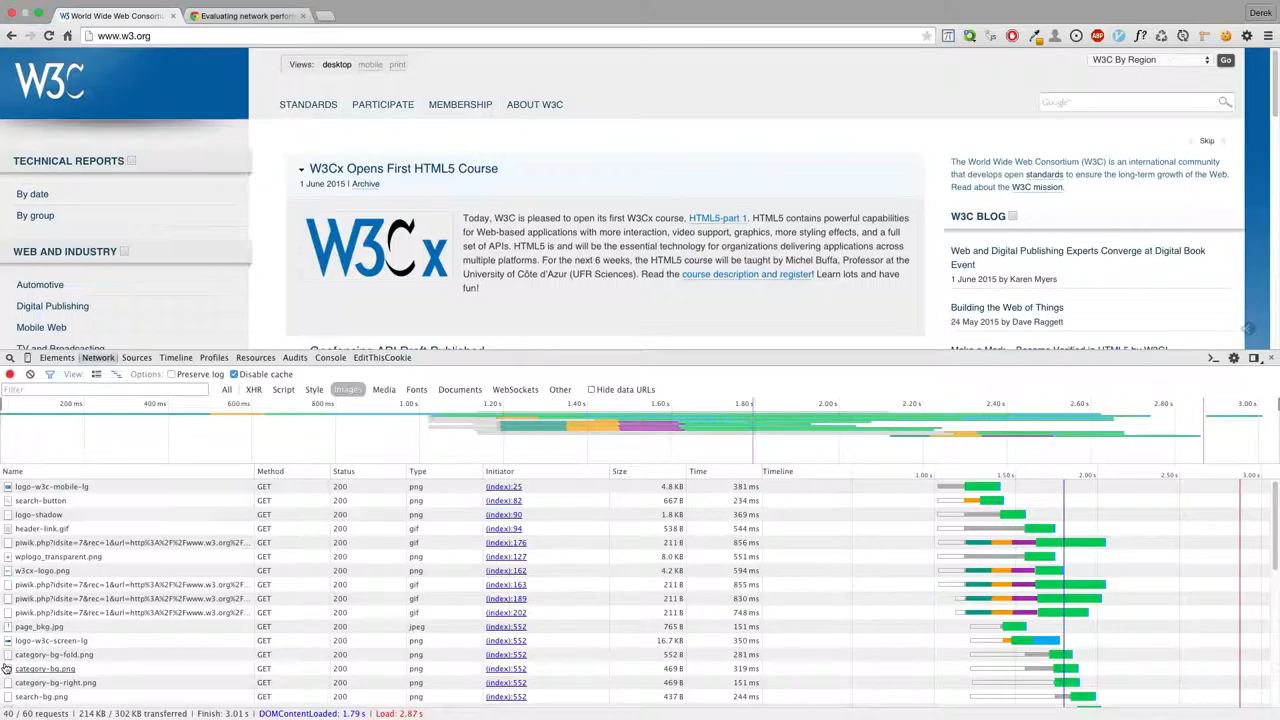 W3 World Wide Web Consorti
Evaluating network perfor
Derek
www.w3.org
W3C
Views: desktop mobile print
W3C By Region
Go
STANDARDS PARTICIPATE MEMBERSHIP ABOUT W3C
Google™
Skip
TECHNICAL REPORTS
By date
By group
WEB AND INDUSTRY
Automotive
Digital Publishing
Mobile Web
TV and Broadcasting
W3Cx Opens First HTML5 Course
1 June 2015 | Archive
W3Cx
Today, W3C is pleased to open its first W3Cx course, HTML5-part 1. HTML5 contains powerful capabilities
for Web-based applications with more interaction, video support, graphics, more styling effects, and a full
set of APIs. HTML5 is and will be the essential technology for organizations delivering applications across
multiple platforms. For the next 6 weeks, the HTML5 course will be taught by Michel Buffa, Professor at the
University of Côte d'Azur (UFR Sciences). Read the course description and register! Learn lots and have
fun!
The World Wide Web Consortium (W3C) is an international community
that develops open standards to ensure the long-term growth of the Web.
Read about the W3C mission.
W3C BLOG
Web and Digital Publishing Experts Converge at Digital Book
Event
1 June 2015 by Karen Myers
Building the Web of Things
24 May 2015 by Dave Raggett
Elements Network Sources Timeline Profiles Resources Audits Console EditThisCookie
View: Options: Preserve log Disable cache
Filter All XHR Script Style Images Media Fonts Documents WebSockets Other Hide data URLs
200 ms 400 ms 600 ms 800 ms 1.00 s 1.20 s 1.40 s 1.60 s 1.80 s 2.00 s 2.20 s 2.40 s 2.60 s 2.80 s 3.00 s
Name Method Status Type Initiator Size Time Timeline 1.00 s 1.50 s 2.00 s 2.50 s 3.00 s
logo-w3c-mobile-lg GET 200 png (index):25 4.8 KB 381 ms
search-button GET 200 png (index):82 667 B 234 ms
logo-shadow GET 200 png (index):90 1.8 KB 369 ms
header-link.gif GET 200 gif (index):94 538 B 544 ms
piwik.php?idsite=7&rec=1&url=http%3A%2F%2Fwww.w3.org%2F... GET 200 gif (index):176 211 B 856 ms
wplogo_transparent.png GET 200 png (index):127 8.0 KB 551 ms
w3cx-logo.png GET 200 png (index):162 4.2 KB 594 ms
piwik.php?idsite=7&rec=1&url=http%3A%2F%2Fwww.w3.org%2F... GET 200 gif (index):163 211 B 855 ms
piwik.php?idsite=7&rec=1&url=http%3A%2F%2Fwww.w3.org%2F... GET 200 gif (index):189 211 B 830 ms
piwik.php?idsite=7&rec=1&url=http%3A%2F%2Fwww.w3.org%2F... GET 200 gif (index):202 211 B 748 ms
page_bkg.jpg GET 200 jpeg (index):552 765 B 151 ms
logo-w3c-screen-lg GET 200 png (index):552 16.7 KB 350 ms
category-bg-fold.png GET 200 png (index):552 552 B 281 ms
category-bg.png GET 200 png (index):552 469 B 319 ms
category-bg-right.png GET 200 png (index):552 469 B 151 ms
search-bg.png GET 200 png (index):552 437 B 244 ms
40 / 60 requests | 214 KB / 302 KB transferred | Finish: 3.01 s | DOMContentLoaded: 1.79 s | Load: 2.87 s